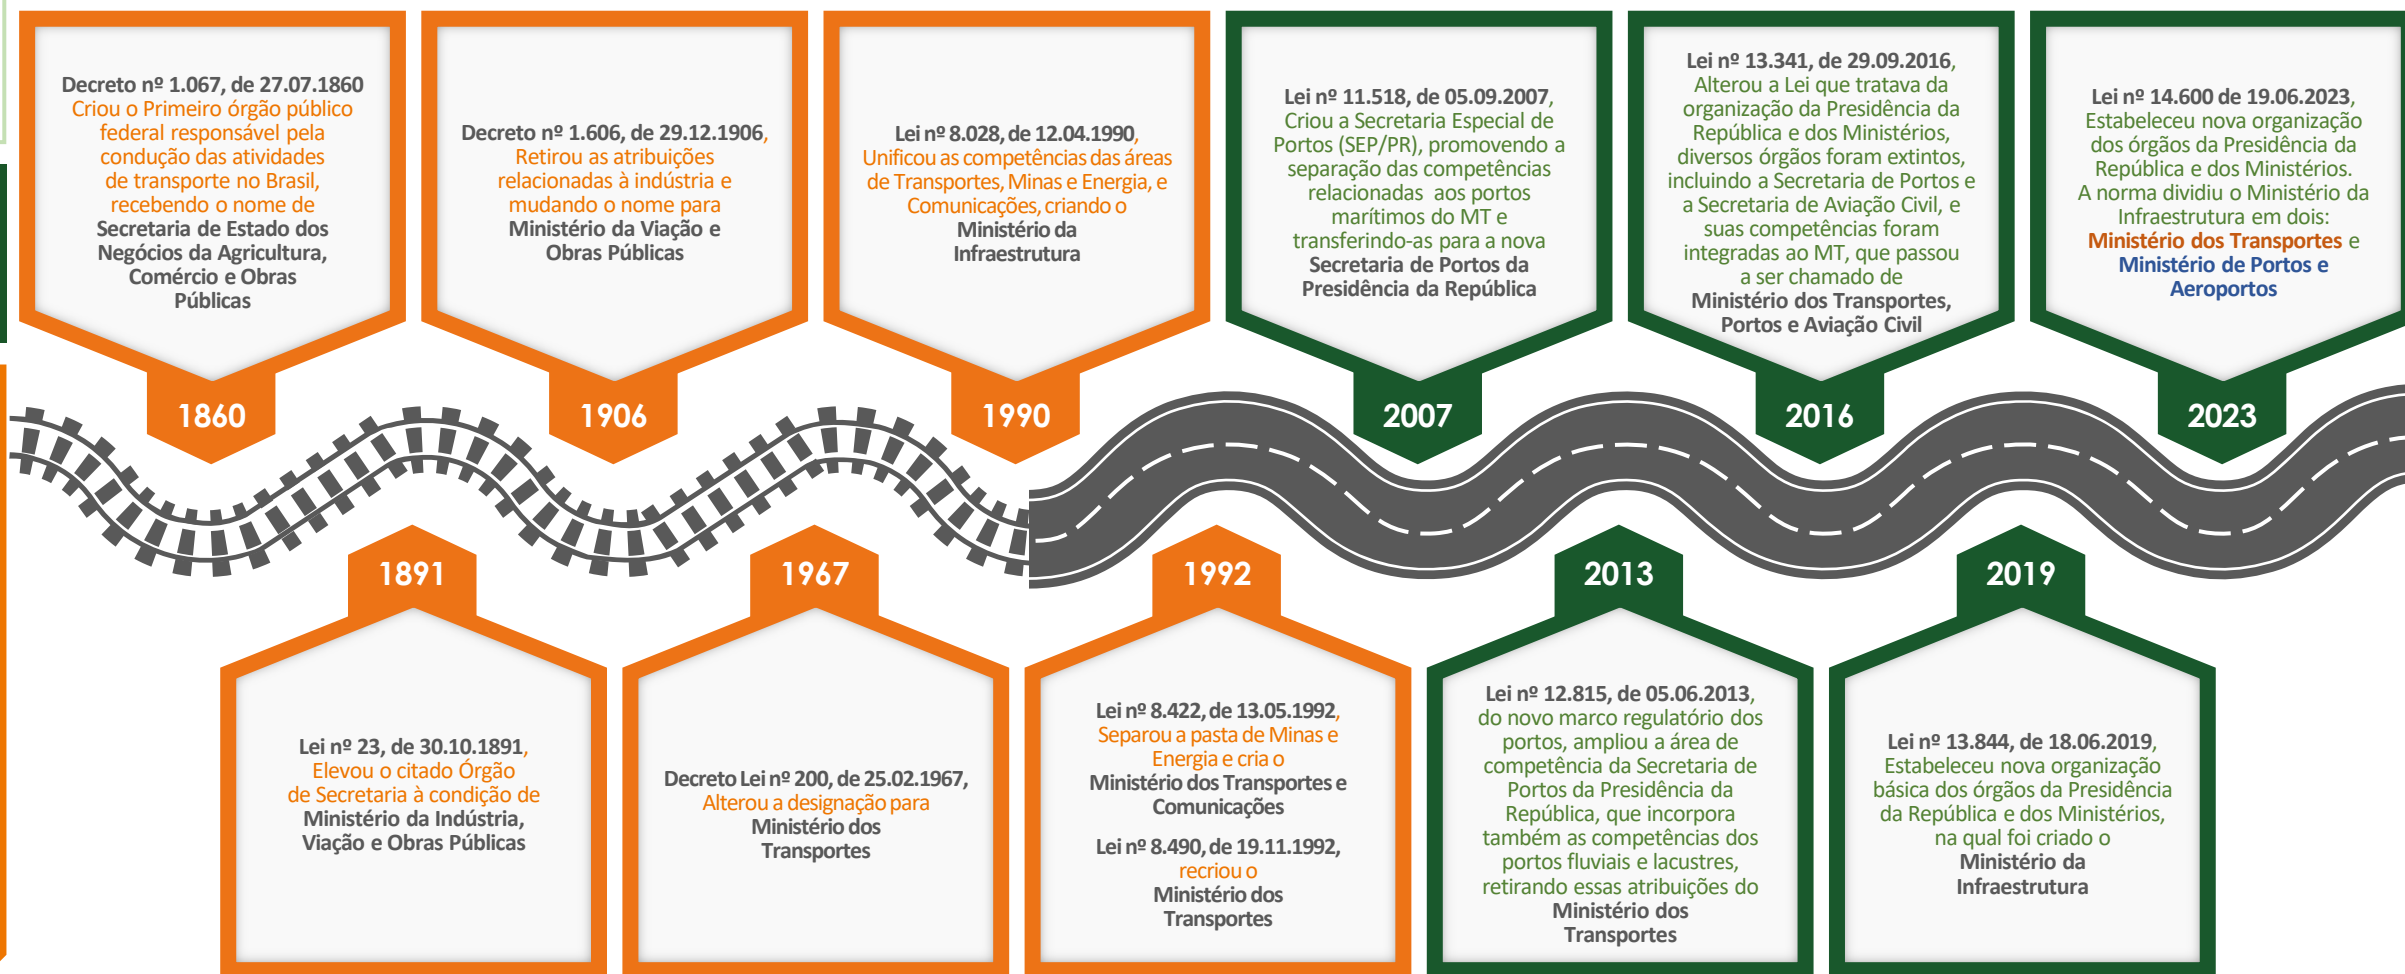 Decreto nº 1.067, de 27.07.1860
Criou o Primeiro órgão público
federal responsável pela
condução das atividades
de transporte no Brasil,
recebendo o nome de
Secretaria de Estado dos
Negócios da Agricultura,
Comércio e Obras
Públicas
1860
Lei nº 23, de 30.10.1891,
Elevou o citado Órgão
de Secretaria à condição de
Ministério da Indústria,
Viação e Obras Públicas
1891
Decreto nº 1.606, de 29.12.1906,
Retirou as atribuições
relacionadas à indústria e
mudando o nome para
Ministério da Viação e
Obras Públicas
1906
1967
Decreto Lei nº 200, de 25.02.1967,
Alterou a designação para
Ministério dos
Transportes
Lei nº 8.028, de 12.04.1990,
Unificou as competências das áreas
de Transportes, Minas e Energia, e
Comunicações, criando o
Ministério da
Infraestrutura
1990
1992
Lei nº 8.422, de 13.05.1992,
Separou a pasta de Minas e
Energia e cria o
Ministério dos Transportes e
Comunicações
Lei nº 8.490, de 19.11.1992,
recriou o
Ministério dos
Transportes
Lei nº 11.518, de 05.09.2007,
Criou a Secretaria Especial de
Portos (SEP/PR), promovendo a
separação das competências
relacionadas aos portos
marítimos do MT e
transferindo-as para a nova
Secretaria de Portos da
Presidência da República
2007
2013
Lei nº 12.815, de 05.06.2013,
do novo marco regulatório dos
portos, ampliou a área de
competência da Secretaria de
Portos da Presidência da
República, que incorpora
também as competências dos
portos fluviais e lacustres,
retirando essas atribuições do
Ministério dos
Transportes
Lei nº 13.341, de 29.09.2016,
Alterou a Lei que tratava da
organização da Presidência da
República e dos Ministérios,
diversos órgãos foram extintos,
incluindo a Secretaria de Portos e
a Secretaria de Aviação Civil, e
suas competências foram
integradas ao MT, que passou
a ser chamado de
Ministério dos Transportes,
Portos e Aviação Civil
2016
2019
Lei nº 13.844, de 18.06.2019,
Estabeleceu nova organização
básica dos órgãos da Presidência
da República e dos Ministérios,
na qual foi criado o
Ministério da
Infraestrutura
Lei nº 14.600 de 19.06.2023,
Estabeleceu nova organização
dos órgãos da Presidência da
República e dos Ministérios.
A norma dividiu o Ministério da
Infraestrutura em dois:
Ministério dos Transportes e
Ministério de Portos e
Aeroportos
2023